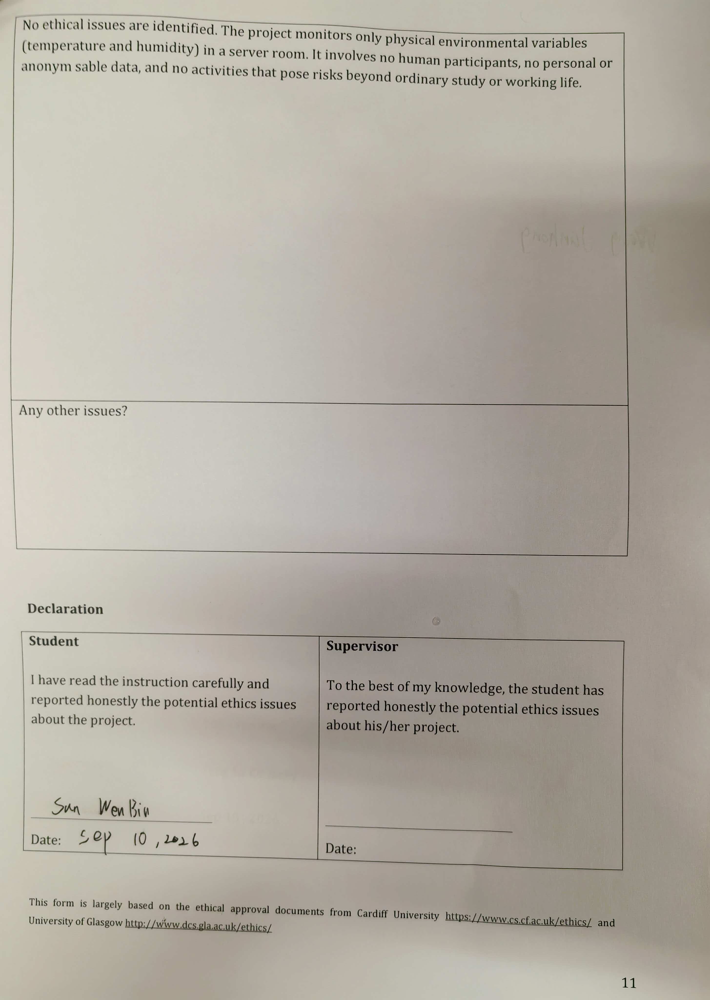 No ethical issues are identified. The project monitors only physical environmental variables
(temperature and humidity) in a server room. It involves no human participants, no personal or
anonym sable data, and no activities that pose risks beyond ordinary study or working life.
Any other issues?
Declaration
Student
I have read the instruction carefully and
reported honestly the potential ethics issues
about the project.
Sun WenBin
Date: Sep 10, 2026
Supervisor
To the best of my knowledge, the student has
reported honestly the potential ethics issues
about his/her project.
Date:
This form is largely based on the ethical approval documents from Cardiff University https://www.cs.cf.ac.uk/ethics/ and
University of Glasgow http://www.dcs.gla.ac.uk/ethics/
11